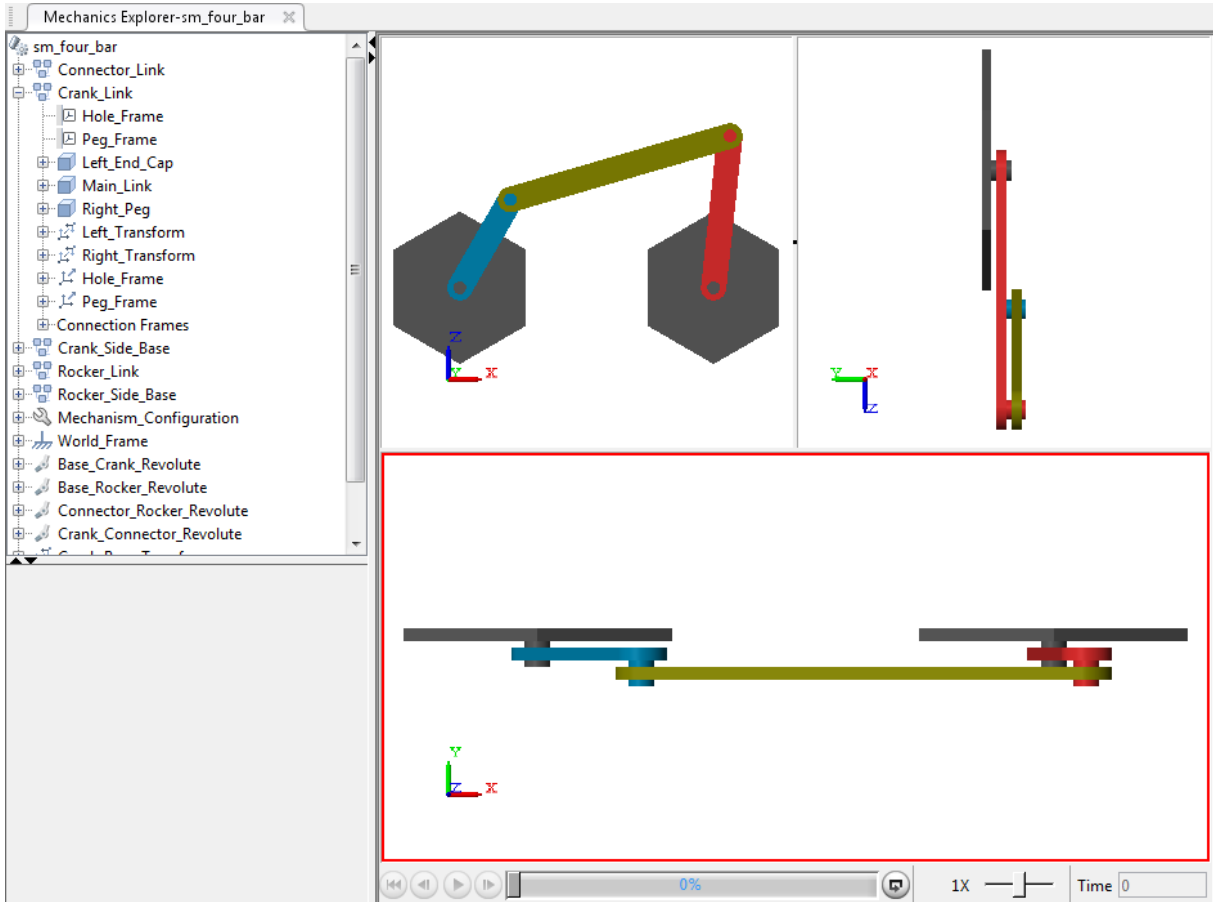 Mechanics Explorer-sm_four_bar
sm_four_bar
Connector_Link
Crank_Link
Hole_Frame
Peg_Frame
Left_End_Cap
Main_Link
Right_Peg
Left_Transform
Right_Transform
Hole_Frame
Peg_Frame
Connection Frames
Crank_Side_Base
Rocker_Link
Rocker_Side_Base
Mechanism_Configuration
World_Frame
Base_Crank_Revolute
Base_Rocker_Revolute
Connector_Rocker_Revolute
Crank_Connector_Revolute
Z
Y X
Y X
Z
Y
Z X
0%
1X
Time 0